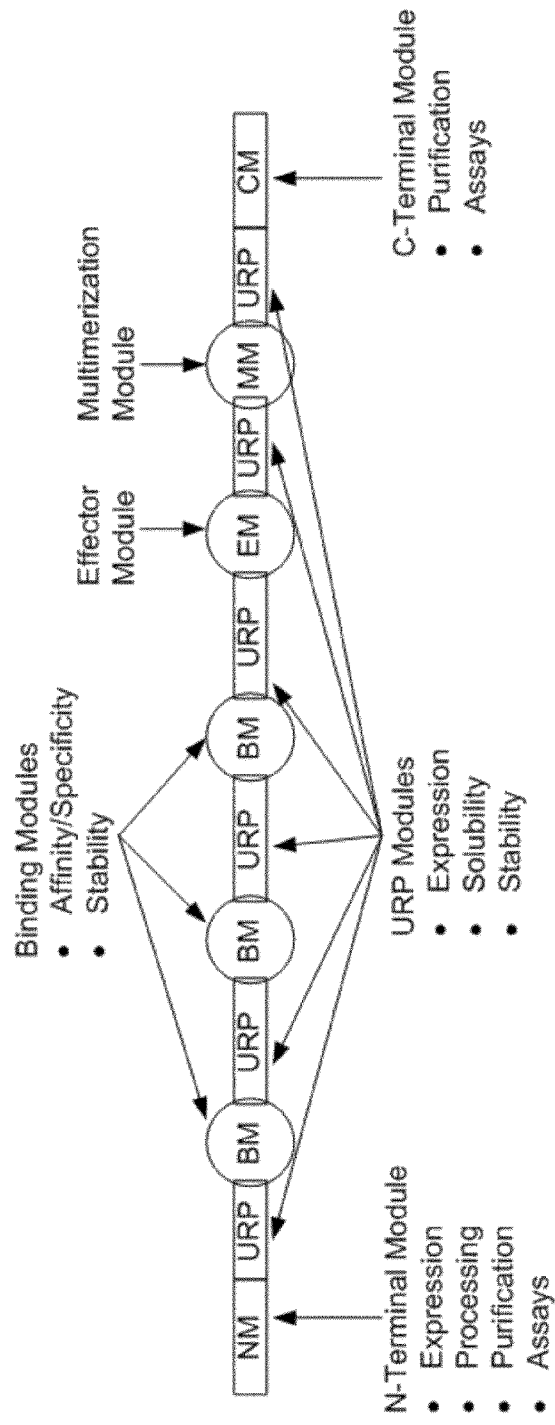 Binding Modules
• Affinity/Specificity
• Stability
Effector
Module
Multimerization
Module
NM URP BM URP BM URP BM URP EM URP MM URP CM
N-Terminal Module
• Expression
• Processing
• Purification
• Assays
URP Modules
• Expression
• Solubility
• Stability
C-Terminal Module
• Purification
• Assays